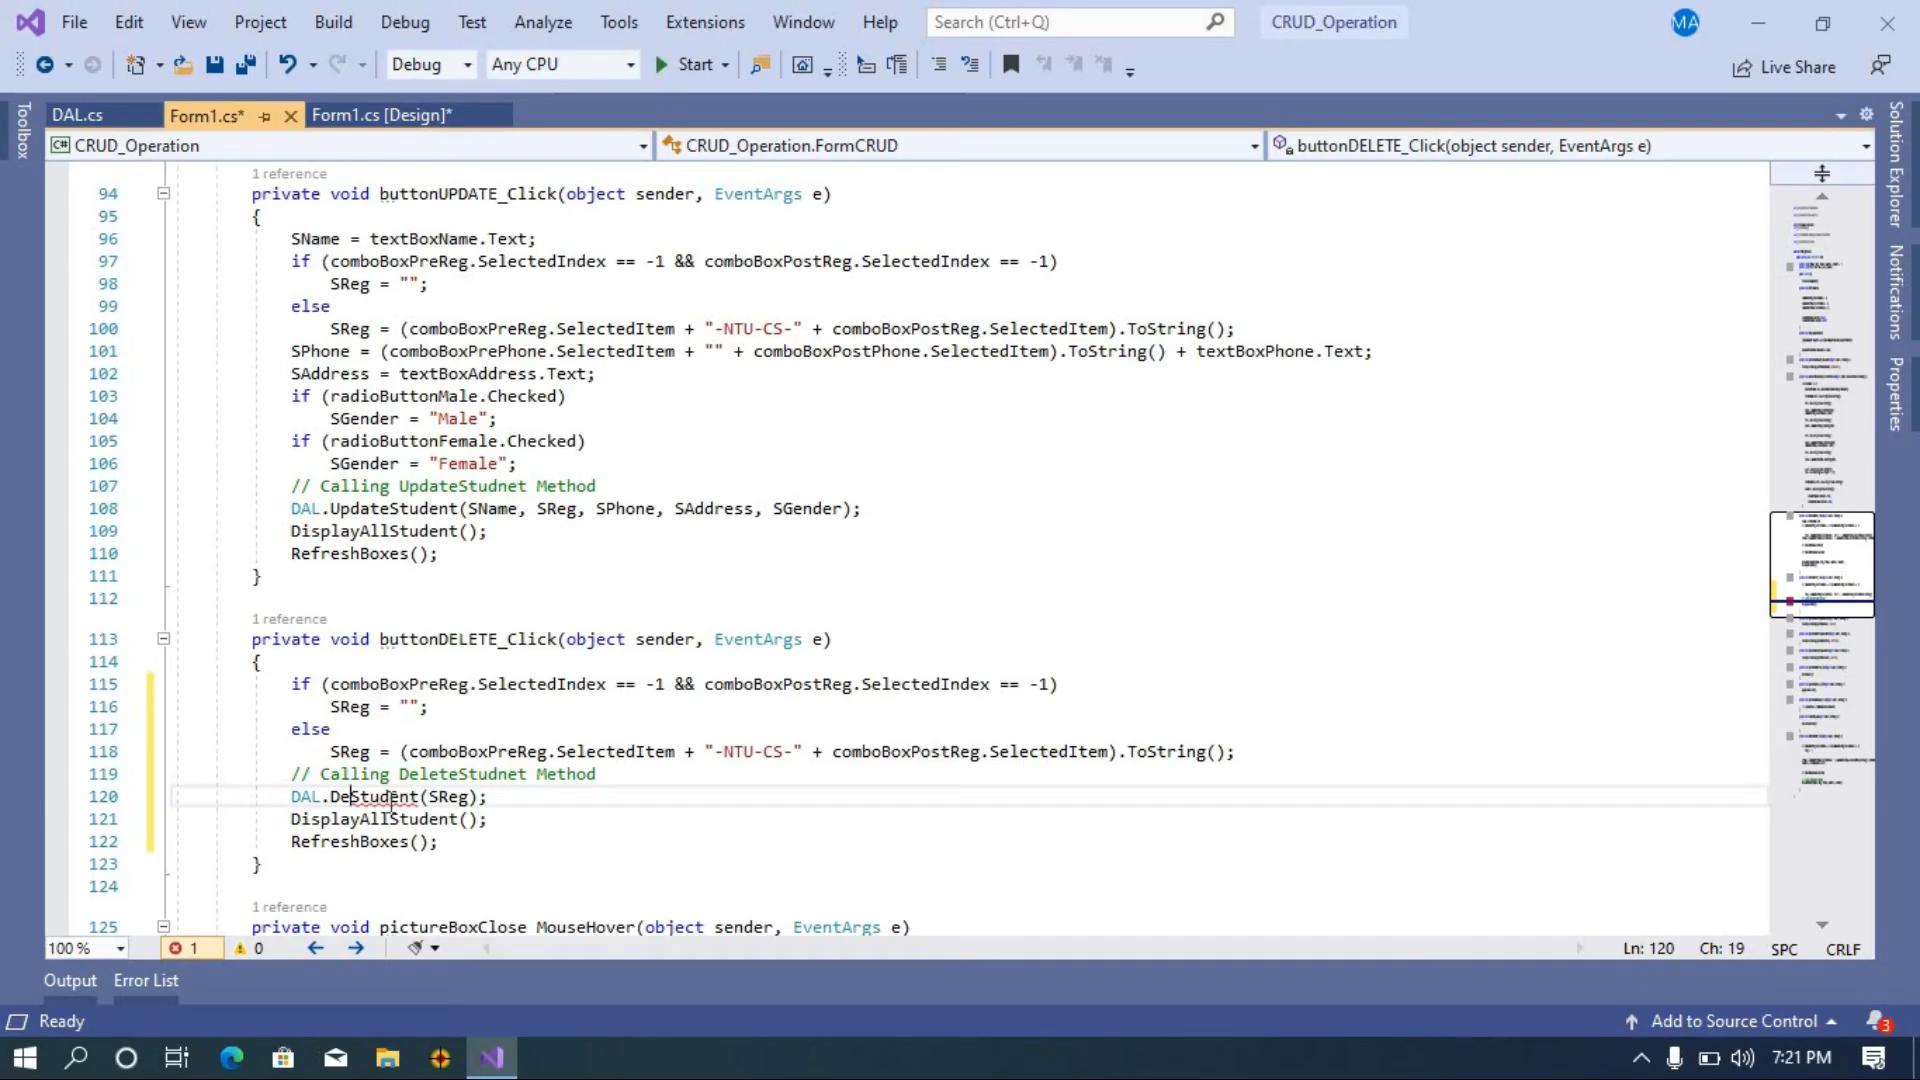 File Edit View Project Build Debug Test Analyze Tools Extensions Window Help Search (Ctrl+Q) CRUD_Operation MA
Debug Any CPU Start Live Share
DAL.cs Form1.cs* Form1.cs [Design]*
C# CRUD_Operation CRUD_Operation.FormCRUD buttonDELETE_Click(object sender, EventArgs e)
Toolbox
Solution Explorer
Notifications
Properties
1 reference
94 private void buttonUPDATE_Click(object sender, EventArgs e)
95 {
96 SName = textBoxName.Text;
97 if (comboBoxPreReg.SelectedIndex == -1 && comboBoxPostReg.SelectedIndex == -1)
98 SReg = "";
99 else
100 SReg = (comboBoxPreReg.SelectedItem + "-NTU-CS-" + comboBoxPostReg.SelectedItem).ToString();
101 SPhone = (comboBoxPrePhone.SelectedItem + "" + comboBoxPostPhone.SelectedItem).ToString() + textBoxPhone.Text;
102 SAddress = textBoxAddress.Text;
103 if (radioButtonMale.Checked)
104 SGender = "Male";
105 if (radioButtonFemale.Checked)
106 SGender = "Female";
107 // Calling UpdateStudnet Method
108 DAL.UpdateStudent(SName, SReg, SPhone, SAddress, SGender);
109 DisplayAllStudent();
110 RefreshBoxes();
111 }
112
1 reference
113 private void buttonDELETE_Click(object sender, EventArgs e)
114 {
115 if (comboBoxPreReg.SelectedIndex == -1 && comboBoxPostReg.SelectedIndex == -1)
116 SReg = "";
117 else
118 SReg = (comboBoxPreReg.SelectedItem + "-NTU-CS-" + comboBoxPostReg.SelectedItem).ToString();
119 // Calling DeleteStudnet Method
120 DAL.DeStudent(SReg);
121 DisplayAllStudent();
122 RefreshBoxes();
123 }
124
1 reference
125 private void pictureBoxClose_MouseHover(object sender, EventArgs e)
100 % 1 0 Ln: 120 Ch: 19 SPC CRLF
Output Error List
Ready Add to Source Control 3
7:21 PM